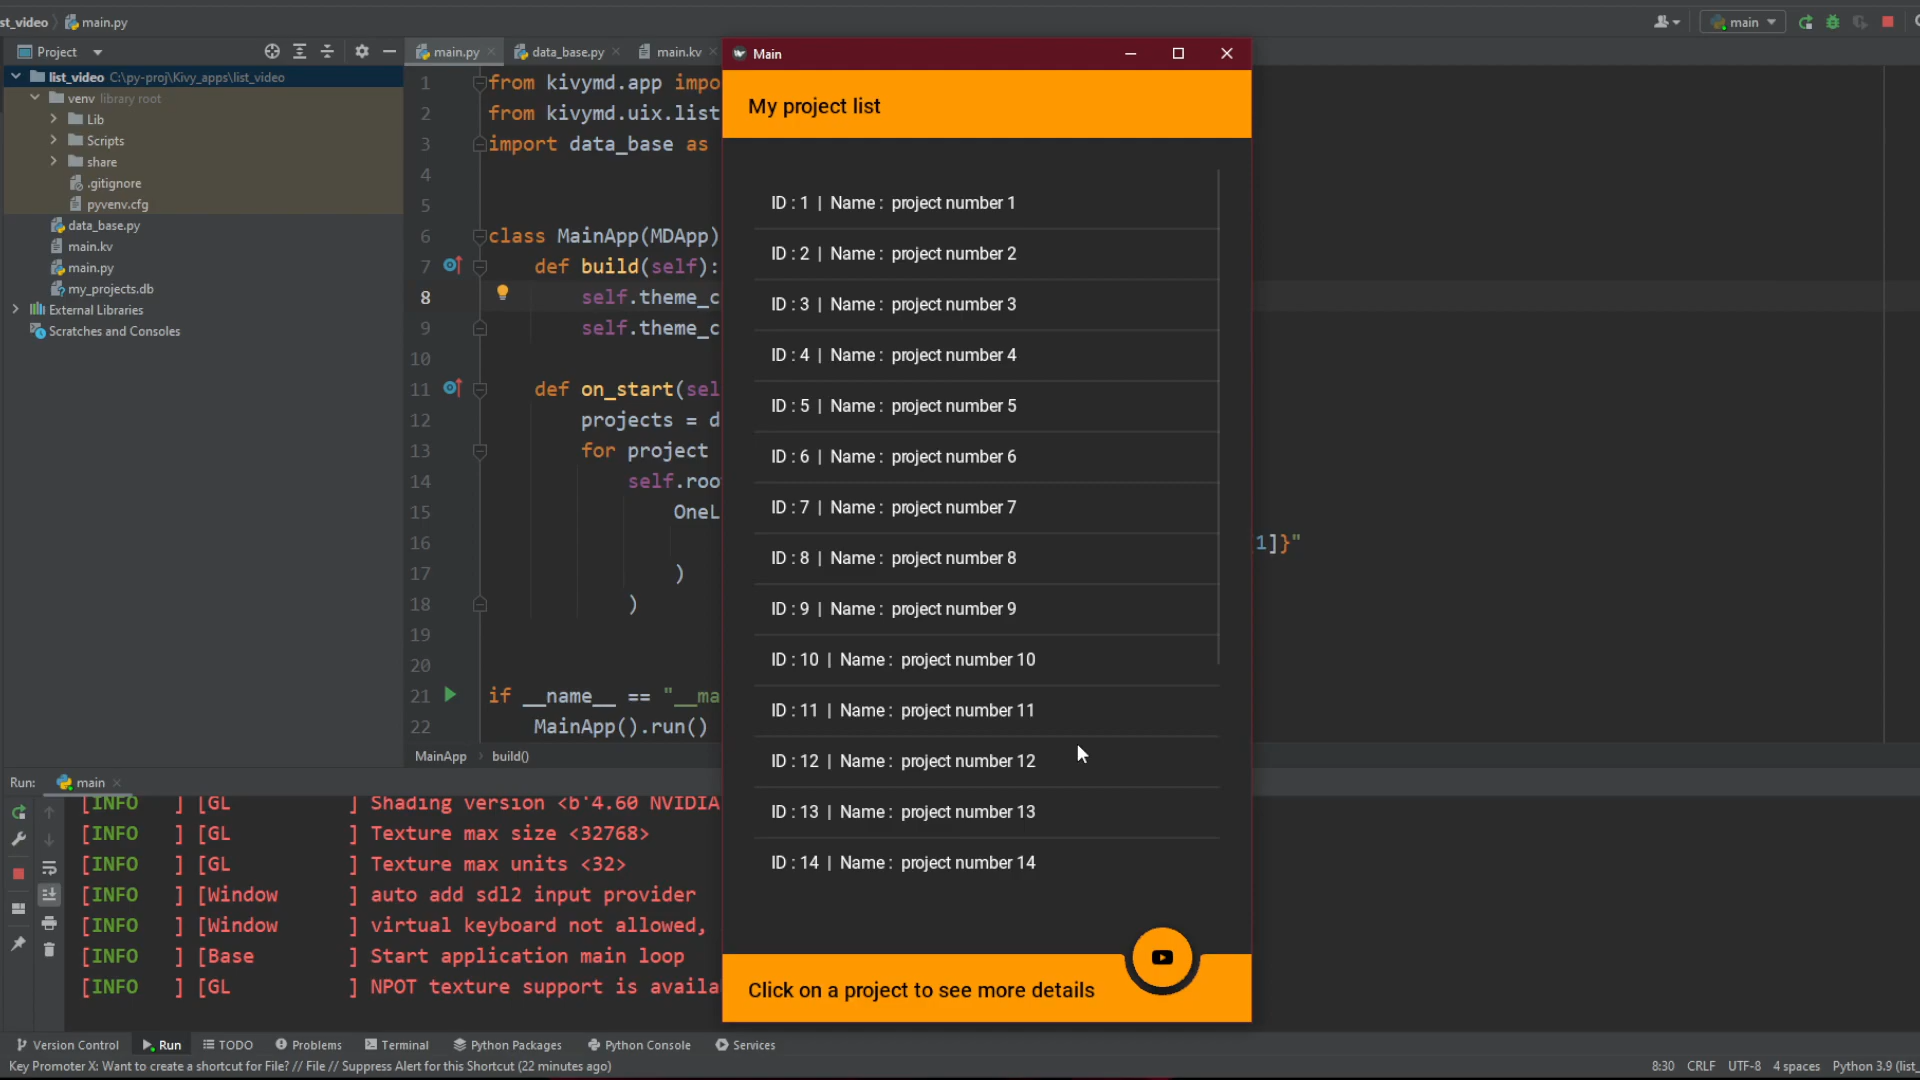 st_video
main.py
main
Project
main.py
data_base.py
main.kv
Main
list_video C:\py-proj\Kivy_apps\list_video
venv library root
Lib
Scripts
share
.gitignore
pyvenv.cfg
data_base.py
main.kv
main.py
my_projects.db
External Libraries
Scratches and Consoles
1 from kivymd.app impo
2 from kivymd.uix.list
3 import data_base as
4
5
6 class MainApp(MDApp)
7 def build(self):
8 self.theme_c
9 self.theme_c
10
11 def on_start(sel
12 projects = d
13 for project
14 self.roo
15 OneL
16 1]}"
17 )
18 )
19
20
21 if __name__ == "__ma
22 MainApp().run()
MainApp
build()
My project list
ID : 1 | Name : project number 1
ID : 2 | Name : project number 2
ID : 3 | Name : project number 3
ID : 4 | Name : project number 4
ID : 5 | Name : project number 5
ID : 6 | Name : project number 6
ID : 7 | Name : project number 7
ID : 8 | Name : project number 8
ID : 9 | Name : project number 9
ID : 10 | Name : project number 10
ID : 11 | Name : project number 11
ID : 12 | Name : project number 12
ID : 13 | Name : project number 13
ID : 14 | Name : project number 14
Click on a project to see more details
Run:
main
[INFO ] [GL ] Shading version <b'4.60 NVIDIA
[INFO ] [GL ] Texture max size <32768>
[INFO ] [GL ] Texture max units <32>
[INFO ] [Window ] auto add sdl2 input provider
[INFO ] [Window ] virtual keyboard not allowed,
[INFO ] [Base ] Start application main loop
[INFO ] [GL ] NPOT texture support is availa
Version Control
Run
TODO
Problems
Terminal
Python Packages
Python Console
Services
Key Promoter X: Want to create a shortcut for File? // File // Suppress Alert for this Shortcut (22 minutes ago)
8:30 CRLF UTF-8 4 spaces Python 3.9 (list_